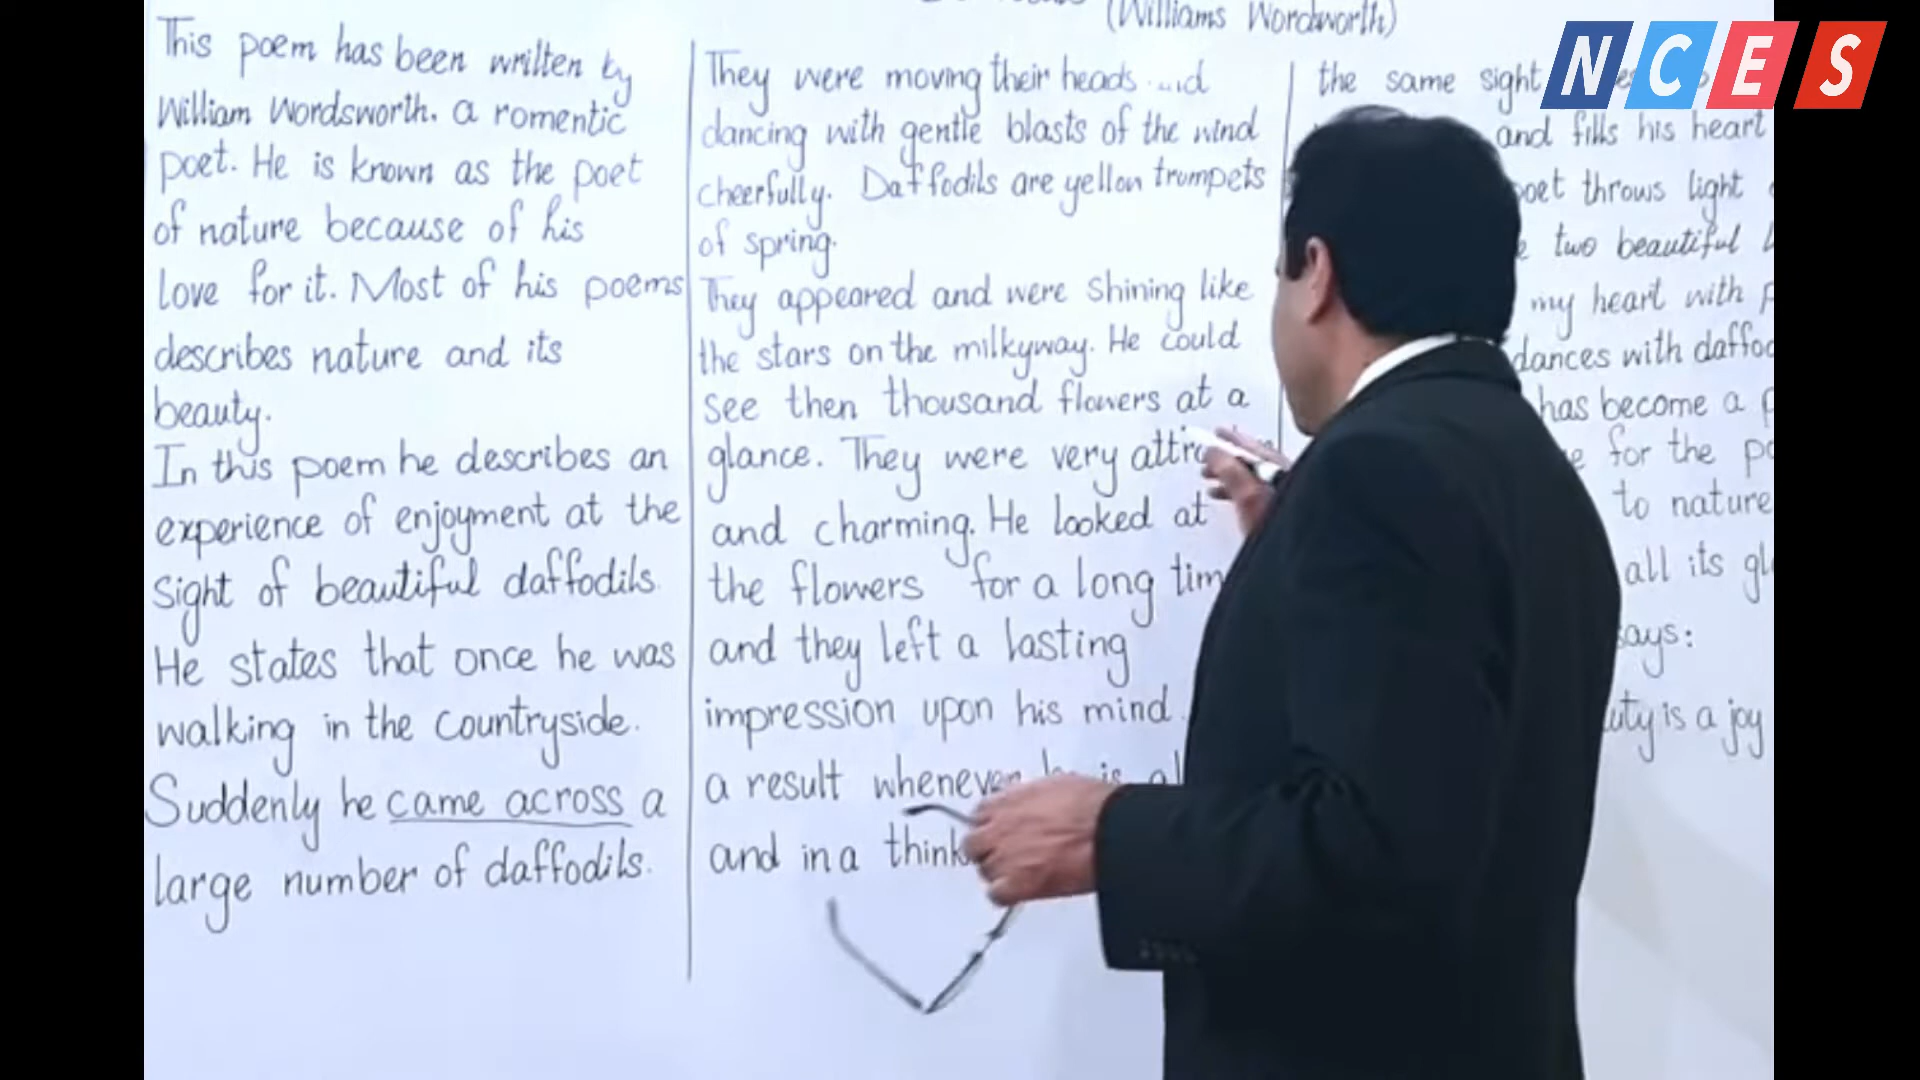 (Williams Wordworth)
This poem has been written by
William Wordsworth. a romentic
poet. He is known as the poet
of nature because of his
love for it. Most of his poems
describes nature and its
beauty.
In this poem he describes an
experience of enjoyment at the
sight of beautiful daffodils.
He states that once he was
walking in the countryside.
Suddenly he came across a
large number of daffodils.
They were moving their heads
dancing with gentle blasts of the wind
cheerfully. Daffodils are yellow trumpets
of spring.
They appeared and were shining like
the stars on the milkyway. He could
see then thousand flowers at a
glance. They were very
and charming. He looked at
the flowers for a long
and they left a lasting
impression upon his mind.
a result
and in a
the same sight
and fills his heart
poet throws light
two beautiful
my heart with
dances with
has become a
for the
to nature
all its
says:
is a joy
NCES